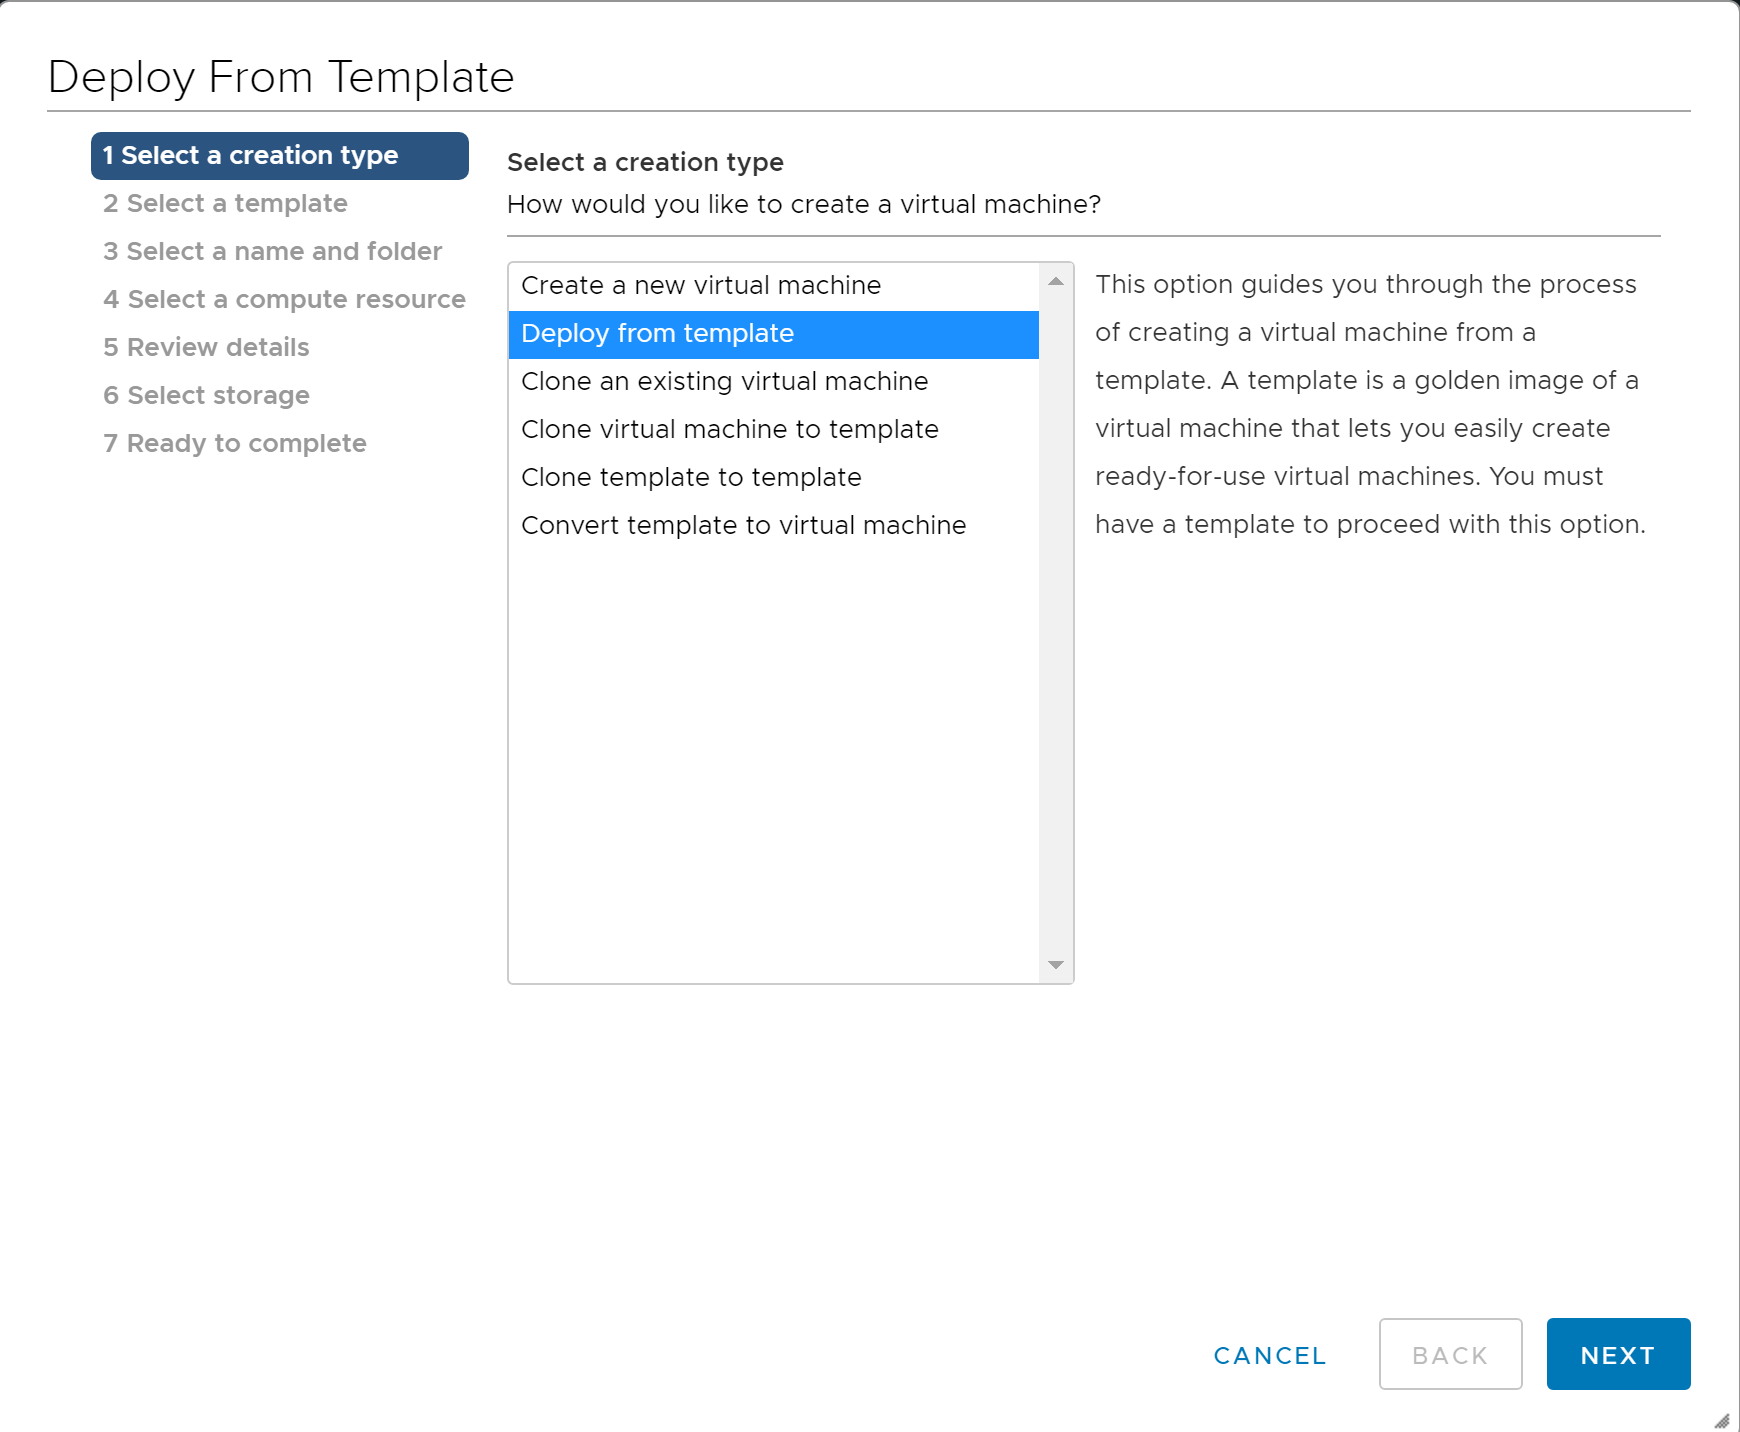 Deploy From Template
1 Select a creation type
2 Select a template
3 Select a name and folder
4 Select a compute resource
5 Review details
6 Select storage
7 Ready to complete
Select a creation type
How would you like to create a virtual machine?
Create a new virtual machine
Deploy from template
Clone an existing virtual machine
Clone virtual machine to template
Clone template to template
Convert template to virtual machine
This option guides you through the process
of creating a virtual machine from a
template. A template is a golden image of a
virtual machine that lets you easily create
ready-for-use virtual machines. You must
have a template to proceed with this option.
CANCEL
BACK
NEXT